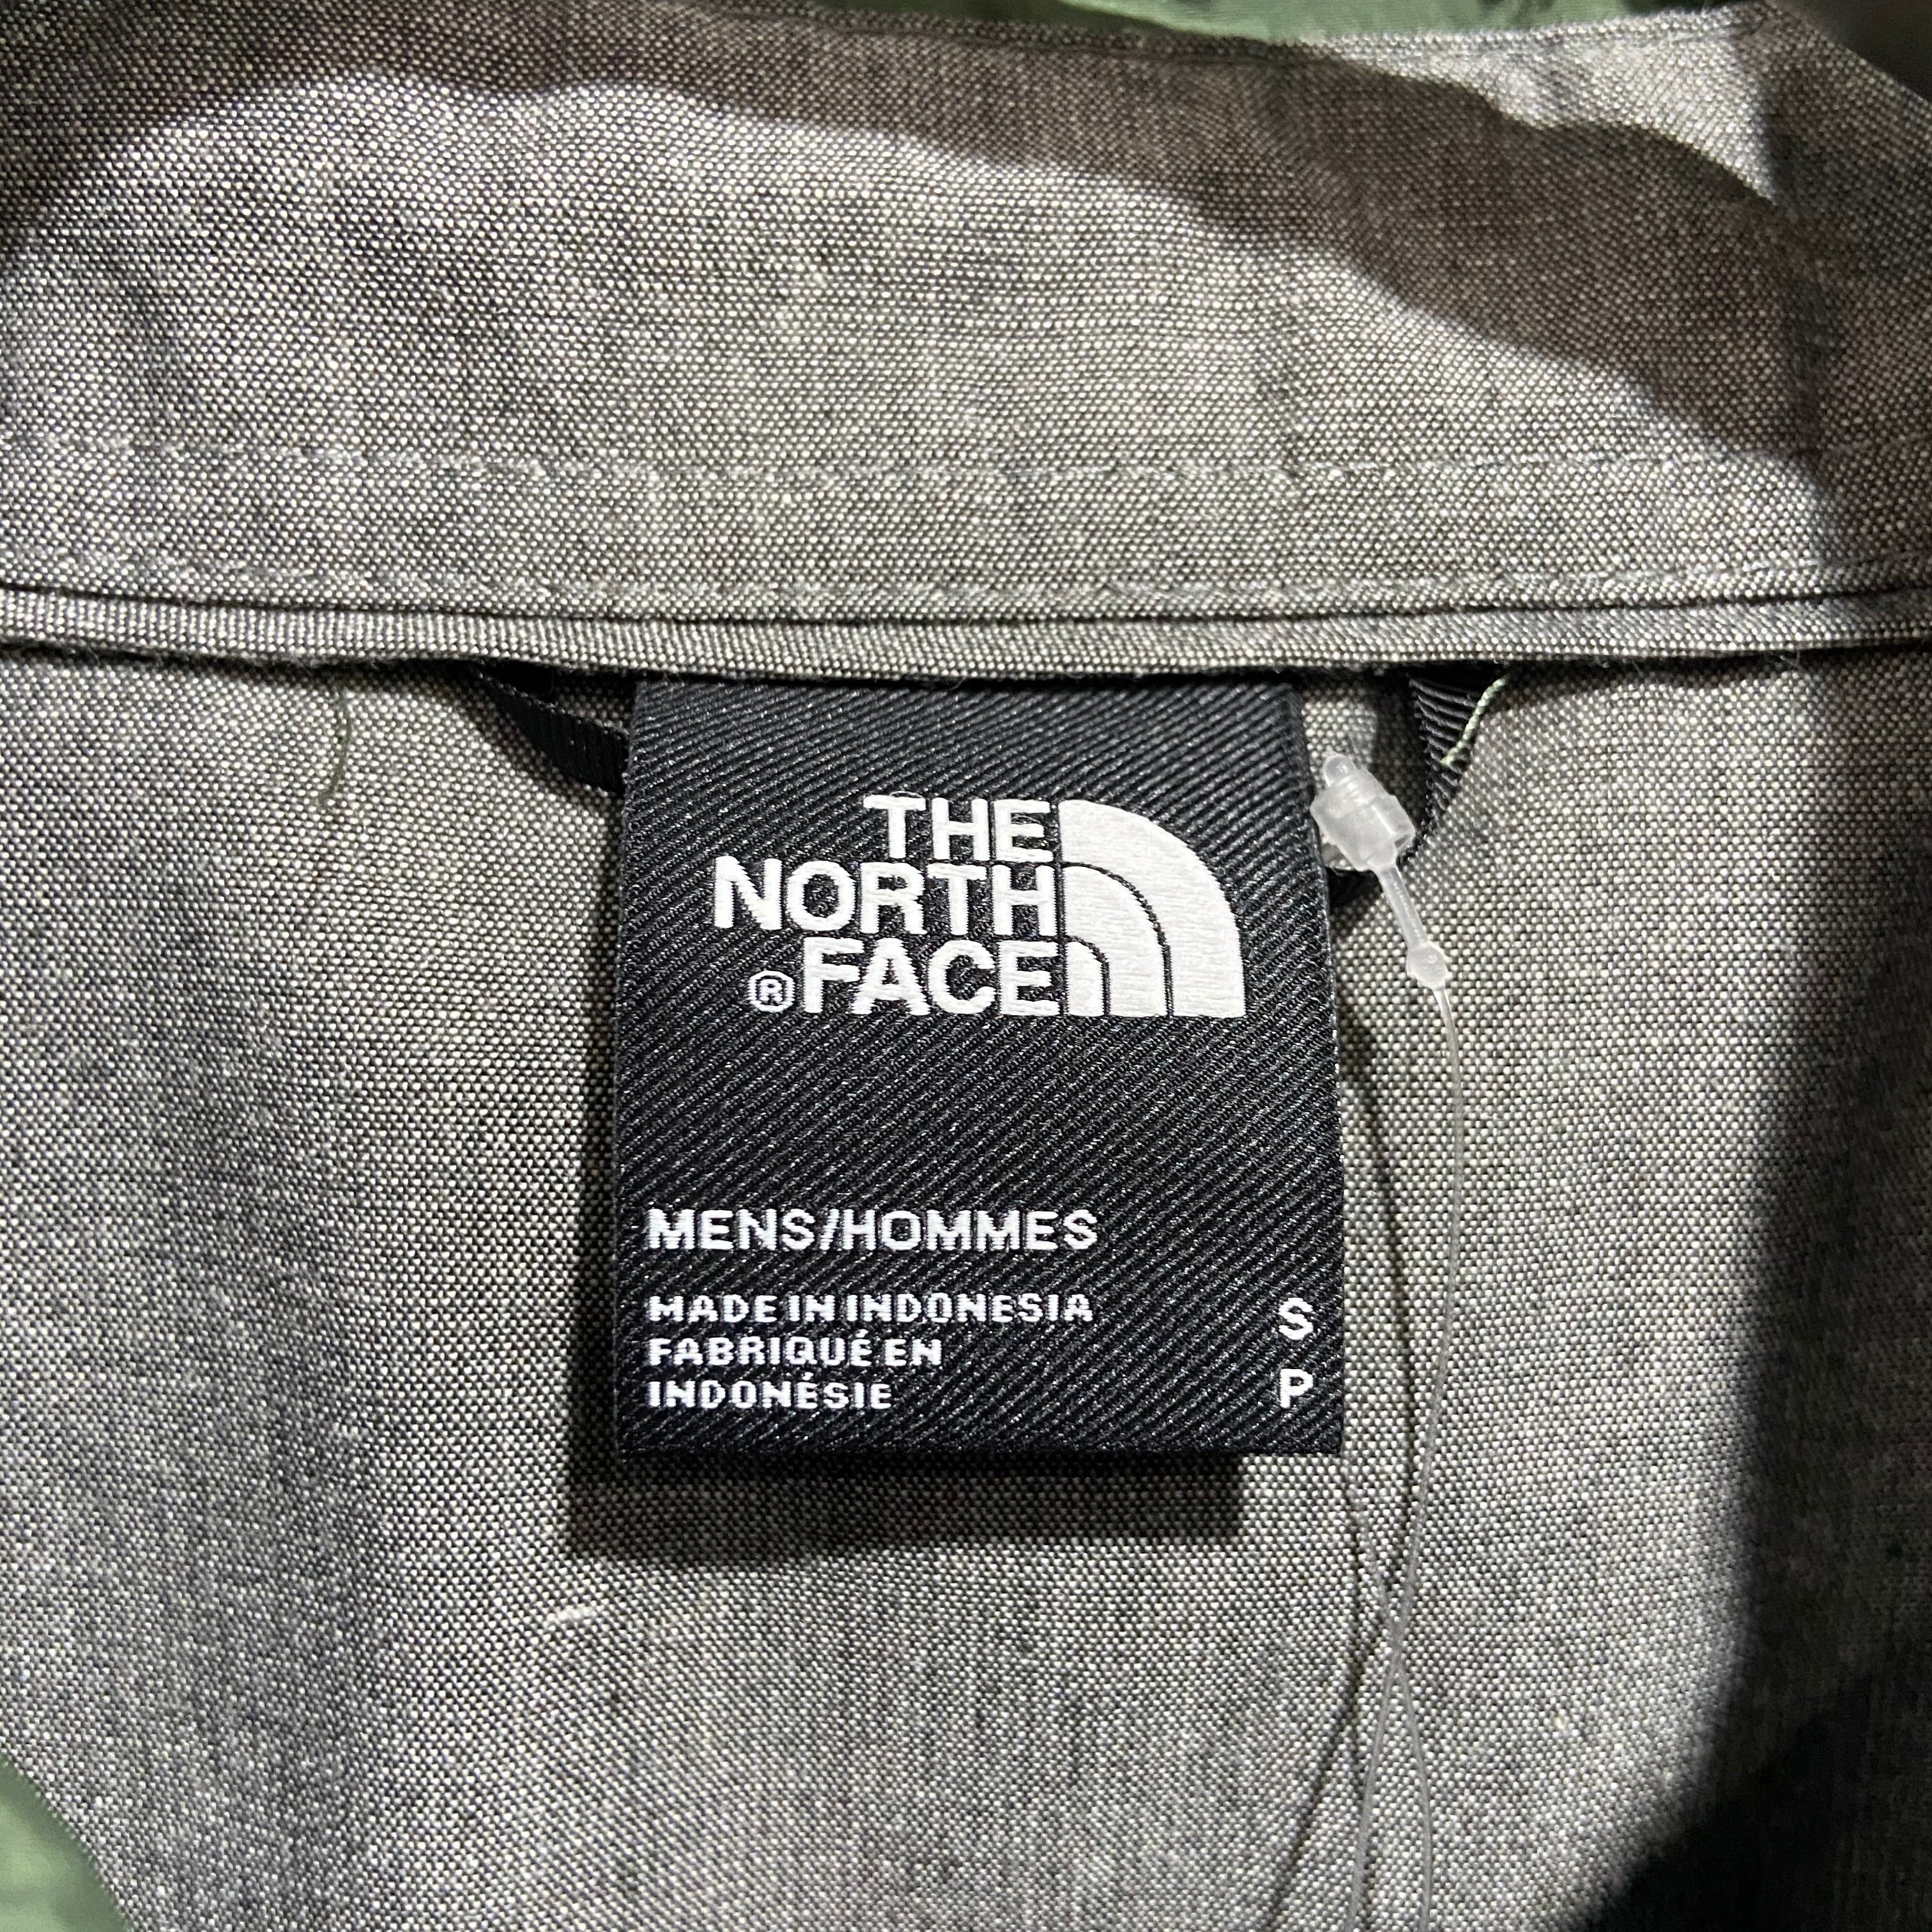 THE
NORTH
®FACE
MENS/HOMMES
MADE IN INDONESIA
FABRIQUÉ EN
INDONÉSIE
S
P